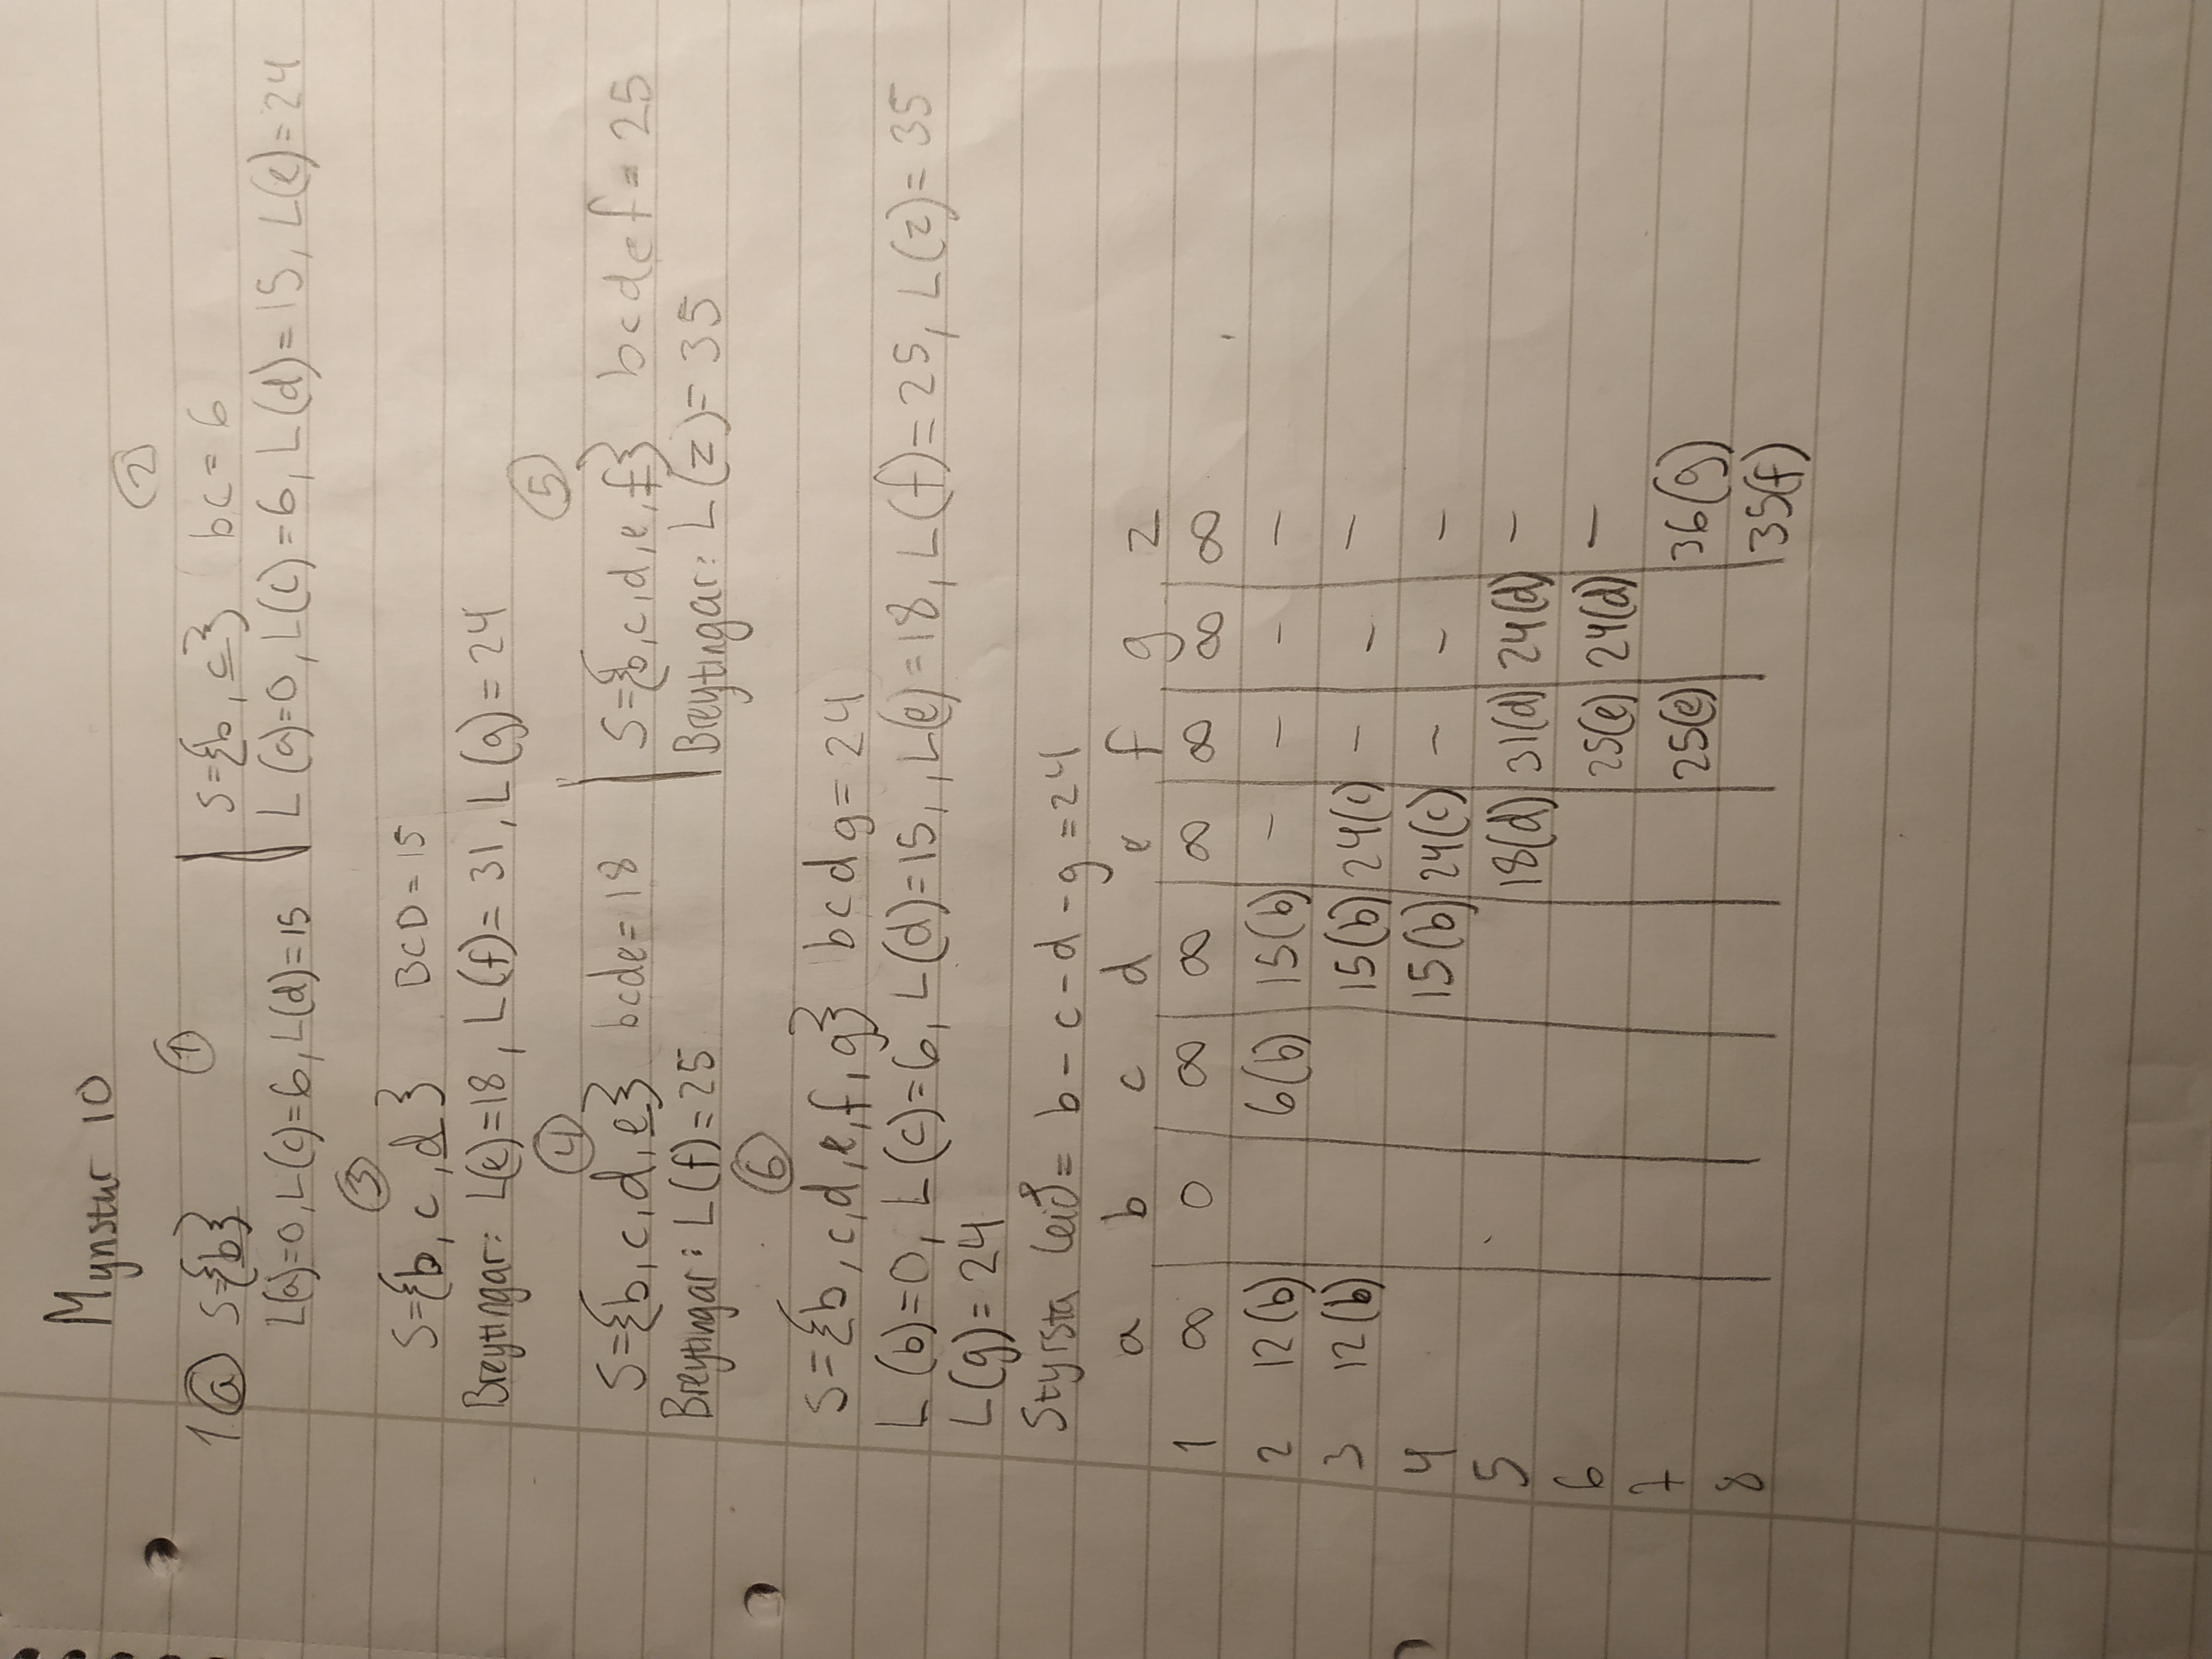 Mynstur 10
1 a S={b} 1
L(a)=0, L(c)=6, L(d)=15
2
S={b, c} bc=6
L(a)=0, L(c)=6, L(d)=15, L(e)=24
3
S={b, c, d} BCD=15
Breytingar: L(e)=18, L(f)=31, L(g)=24
4
S={b, c, d, e} bcde=18
Breytingar: L(f)=25
5
S={b, c, d, e, f} bcdef=25
Breytingar: L(z)=35
6
S={b, c, d, e, f, g} bcdg=24
L(b)=0, L(c)=6, L(d)=15, , L(e)=18, L(f)=25, L(z)=35
L(g)=24
Styrsta leið= b-c-d-g=24
a b c d e f g z
1 ∞ 0 ∞ ∞ ∞ ∞ ∞ ∞
2 12(b) 6(b) 15(b) - - - -
3 12(b) 15(b) 24(c) - - -
4 15(b) 24(c) - - -
5 18(d) 31(d) 24(d) -
6 25(e) 24(d) -
7 25(e) 36(g)
8 35(f)